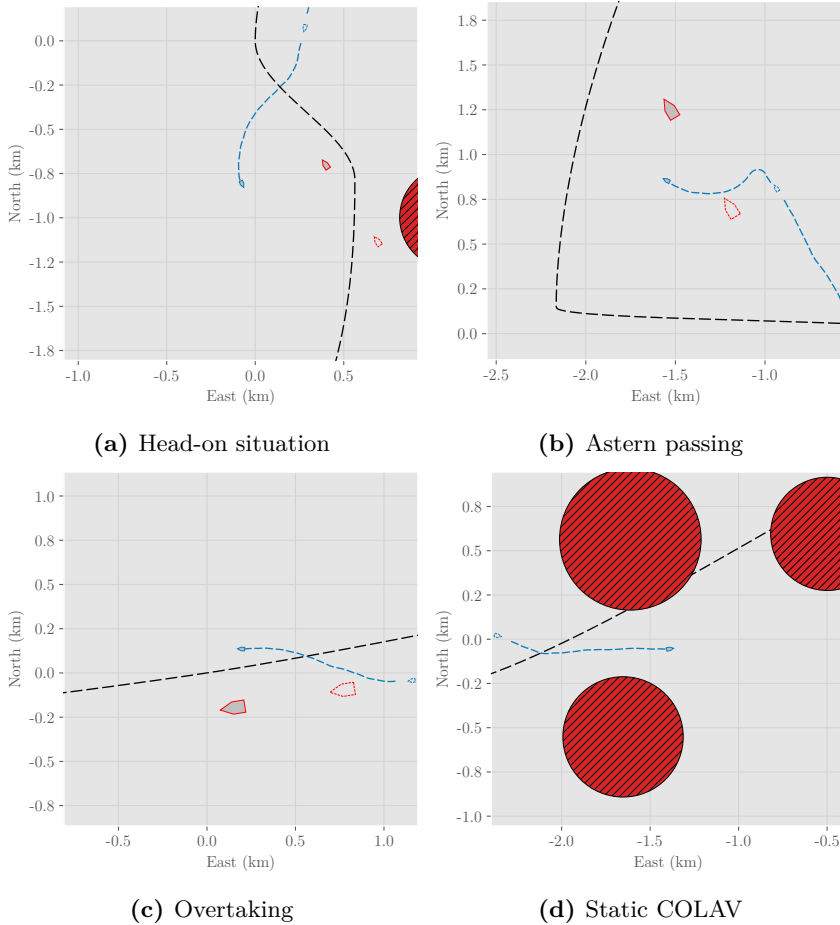 0.0
-0.2
-0.5
-0.8
-1.0
-1.2
-1.5
-1.8
North (km)
-1.0 -0.5 0.0 0.5
East (km)
(a) Head-on situation
1.8
1.5
1.2
1.0
0.8
0.5
0.2
0.0
North (km)
-2.5 -2.0 -1.5 -1.0
East (km)
(b) Astern passing
1.0
0.8
0.5
0.2
0.0
-0.2
-0.5
-0.8
North (km)
-0.5 0.0 0.5 1.0
East (km)
(c) Overtaking
0.8
0.5
0.2
0.0
-0.2
-0.5
-0.8
-1.0
North (km)
-2.0 -1.5 -1.0 -0.5
East (km)
(d) Static COLAV